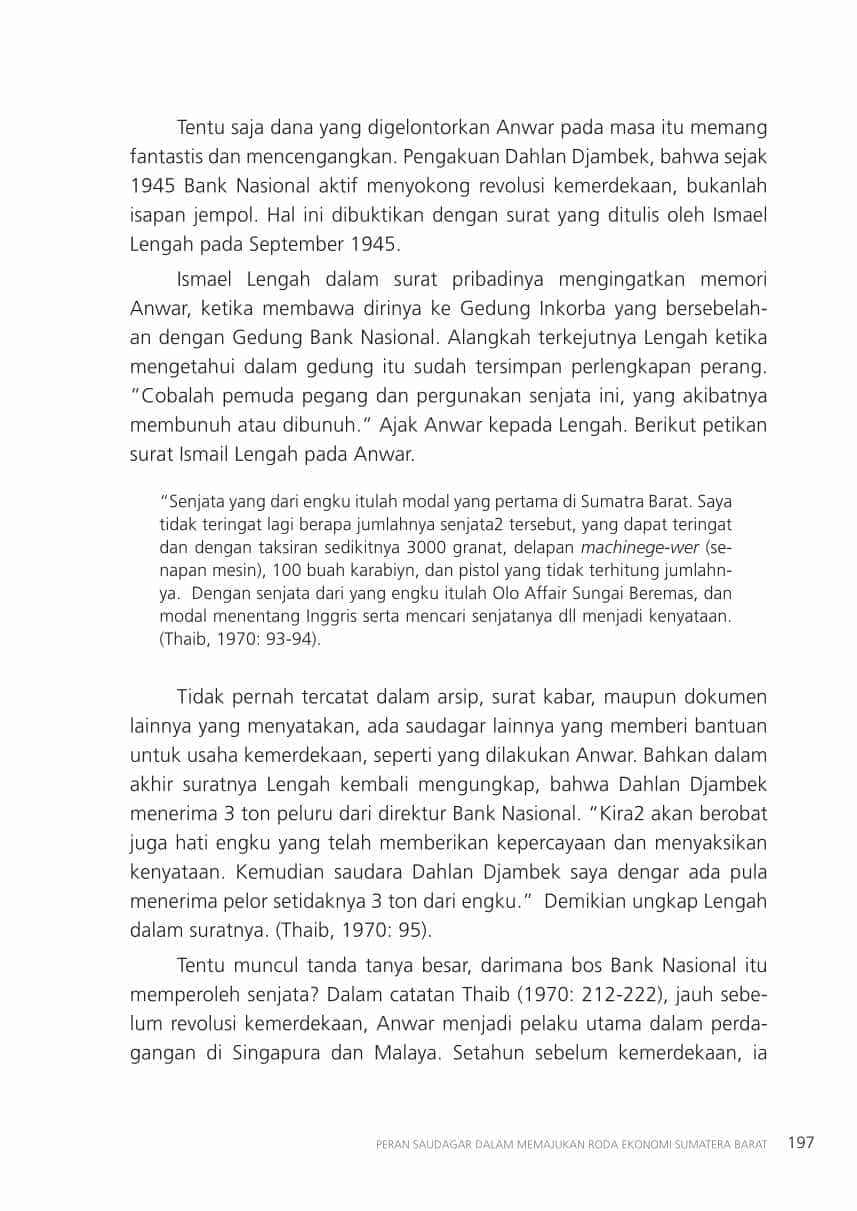 Tentu saja dana yang digelontorkan Anwar pada masa itu memang
fantastis dan mencengangkan. Pengakuan Dahlan Djambek, bahwa sejak
1945 Bank Nasional aktif menyokong revolusi kemerdekaan, bukanlah
isapan jempol. Hal ini dibuktikan dengan surat yang ditulis oleh Ismael
Lengah pada September 1945.
Ismael Lengah dalam surat pribadinya mengingatkan memori
Anwar, ketika membawa dirinya ke Gedung Inkorba yang bersebelah-
an dengan Gedung Bank Nasional. Alangkah terkejutnya Lengah ketika
mengetahui dalam gedung itu sudah tersimpan perlengkapan perang.
“Cobalah pemuda pegang dan pergunakan senjata ini, yang akibatnya
membunuh atau dibunuh.” Ajak Anwar kepada Lengah. Berikut petikan
surat Ismail Lengah pada Anwar.
“Senjata yang dari engku itulah modal yang pertama di Sumatra Barat. Saya
tidak teringat lagi berapa jumlahnya senjata2 tersebut, yang dapat teringat
dan dengan taksiran sedikitnya 3000 granat, delapan machinege-wer (se-
napan mesin), 100 buah karabiyn, dan pistol yang tidak terhitung jumlahn-
ya.  Dengan senjata dari yang engku itulah Olo Affair Sungai Beremas, dan
modal menentang Inggris serta mencari senjatanya dll menjadi kenyataan.
(Thaib, 1970: 93-94).
Tidak pernah tercatat dalam arsip, surat kabar, maupun dokumen
lainnya yang menyatakan, ada saudagar lainnya yang memberi bantuan
untuk usaha kemerdekaan, seperti yang dilakukan Anwar. Bahkan dalam
akhir suratnya Lengah kembali mengungkap, bahwa Dahlan Djambek
menerima 3 ton peluru dari direktur Bank Nasional. “Kira2 akan berobat
juga hati engku yang telah memberikan kepercayaan dan menyaksikan
kenyataan. Kemudian saudara Dahlan Djambek saya dengar ada pula
menerima pelor setidaknya 3 ton dari engku.”  Demikian ungkap Lengah
dalam suratnya. (Thaib, 1970: 95).
Tentu muncul tanda tanya besar, darimana bos Bank Nasional itu
memperoleh senjata? Dalam catatan Thaib (1970: 212-222), jauh sebe-
lum revolusi kemerdekaan, Anwar menjadi pelaku utama dalam perda-
gangan di Singapura dan Malaya. Setahun sebelum kemerdekaan, ia
PERAN SAUDAGAR DALAM MEMAJUKAN RODA EKONOMI SUMATERA BARAT 197